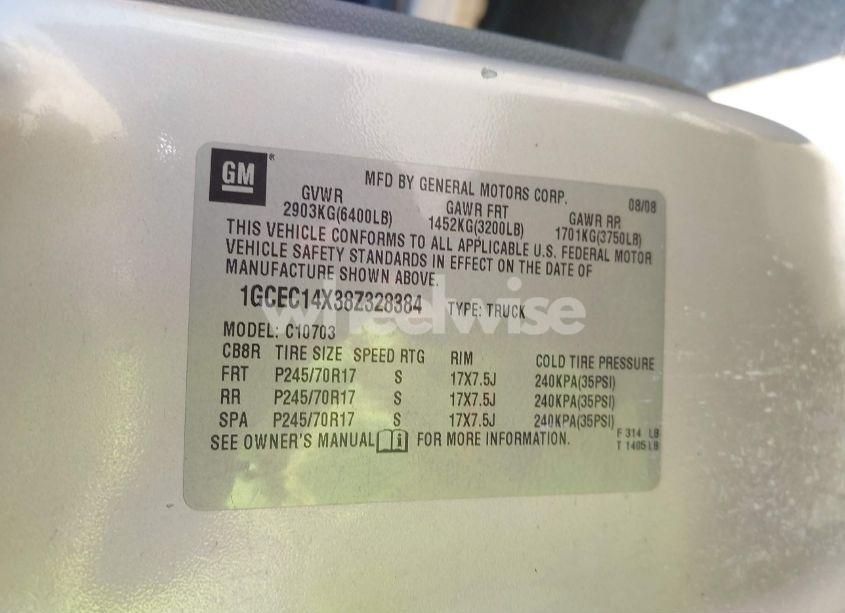 GM
MFD BY GENERAL MOTORS CORP. 08/08
GVWR GAWR FRT GAWR RR
2903KG(6400LB) 1452KG(3200LB) 1701KG(3750LB)
THIS VEHICLE CONFORMS TO ALL APPLICABLE U.S. FEDERAL MOTOR
VEHICLE SAFETY STANDARDS IN EFFECT ON THE DATE OF
MANUFACTURE SHOWN ABOVE.
1GCEC14X38Z328384 TYPE: TRUCK
wheelwise
MODEL: C10703
CB8R TIRE SIZE SPEED RTG RIM COLD TIRE PRESSURE
FRT P245/70R17 S 17X7.5J 240KPA(35PSI)
RR P245/70R17 S 17X7.5J 240KPA(35PSI)
SPA P245/70R17 S 17X7.5J 240KPA(35PSI)
SEE OWNER'S MANUAL FOR MORE INFORMATION.
F 314 LB
T 1405 LB